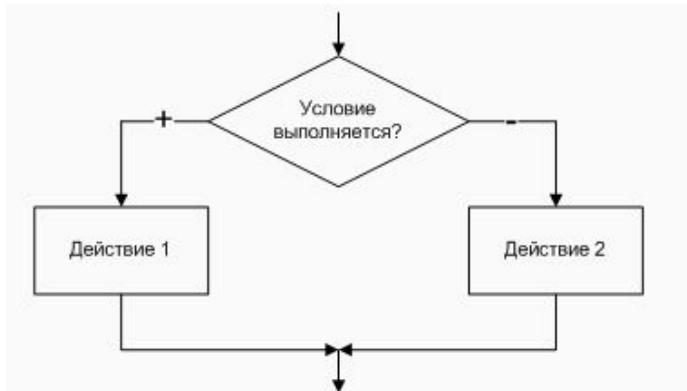 Условие
выполняется?
+
-
Действие 1
Действие 2